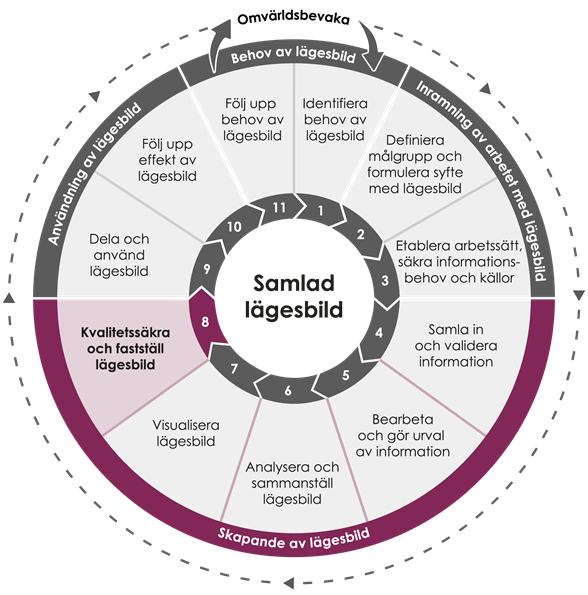 Omvärldsbevaka
Behov av lägesbild
Inramning av arbetet med lägesbild
Skapande av lägesbild
Användning av lägesbild
Samlad
lägesbild
1
Identifiera
behov av
lägesbild
2
Definiera
målgrupp och
formulera syfte
med lägesbild
3
Etablera arbetssätt,
säkra informations-
behov och källor
4
Samla in
och validera
information
5
Bearbeta
och gör urval
av information
6
Analysera och
sammanställ
lägesbild
7
Visualisera
lägesbild
8
Kvalitetssäkra
och fastställ
lägesbild
9
Dela och
använd
lägesbild
10
Följ upp
effekt av
lägesbild
11
Följ upp
behov av
lägesbild